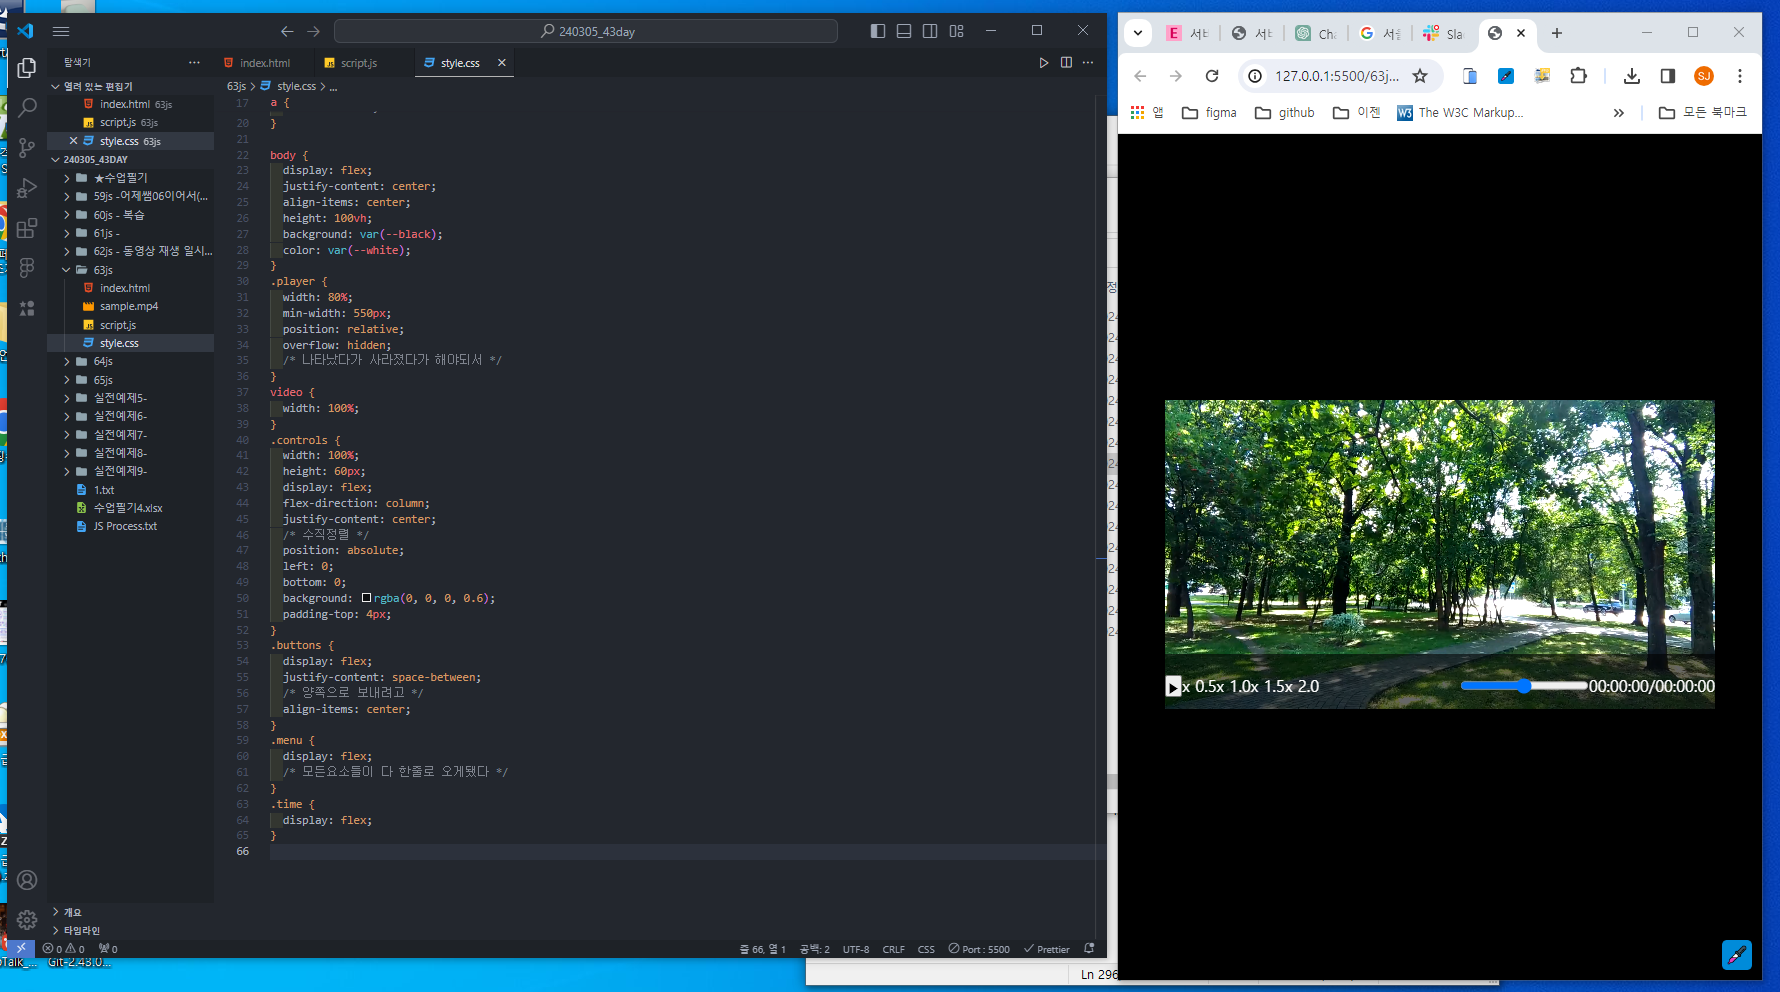 240305_43day
탐색기 ···
index.html script.js style.css
열려 있는 편집기
index.html 63js
script.js 63js
style.css 63js
240305_43DAY
★수업필기
59js -어제쌤06이어서(...
60js - 복습
61js -
62js - 동영상 재생 일시...
63js
index.html
sample.mp4
script.js
style.css
64js
65js
실전예제5-
실전예제6-
실전예제7-
실전예제8-
실전예제9-
1.txt
수업필기4.xlsx
JS Process.txt
개요
타임라인
63js > style.css > ...
17 a {
20 }
21
22 body {
23 display: flex;
24 justify-content: center;
25 align-items: center;
26 height: 100vh;
27 background: var(--black);
28 color: var(--white);
29 }
30 .player {
31 width: 80%;
32 min-width: 550px;
33 position: relative;
34 overflow: hidden;
35 /* 나타났다가 사라졌다가 해야되서 */
36 }
37 video {
38 width: 100%;
39 }
40 .controls {
41 width: 100%;
42 height: 60px;
43 display: flex;
44 flex-direction: column;
45 justify-content: center;
46 /* 수직정렬 */
47 position: absolute;
48 left: 0;
49 bottom: 0;
50 background: rgba(0, 0, 0, 0.6);
51 padding-top: 4px;
52 }
53 .buttons {
54 display: flex;
55 justify-content: space-between;
56 /* 양쪽으로 보내려고 */
57 align-items: center;
58 }
59 .menu {
60 display: flex;
61 /* 모든요소들이 다 한줄로 오게됐다 */
62 }
63 .time {
64 display: flex;
65 }
66
0 0 0
줄 66, 열 1 공백: 2 UTF-8 CRLF CSS Port : 5500 Prettier
Git-2.43.0...
Ln 296
E 서 서 Cha 서울 Sla
127.0.0.1:5500/63j...
SJ
앱 figma github 이젠 W3 The W3C Markup... » 모든 북마크
x 0.5x 1.0x 1.5x 2.0
00:00:00/00:00:00